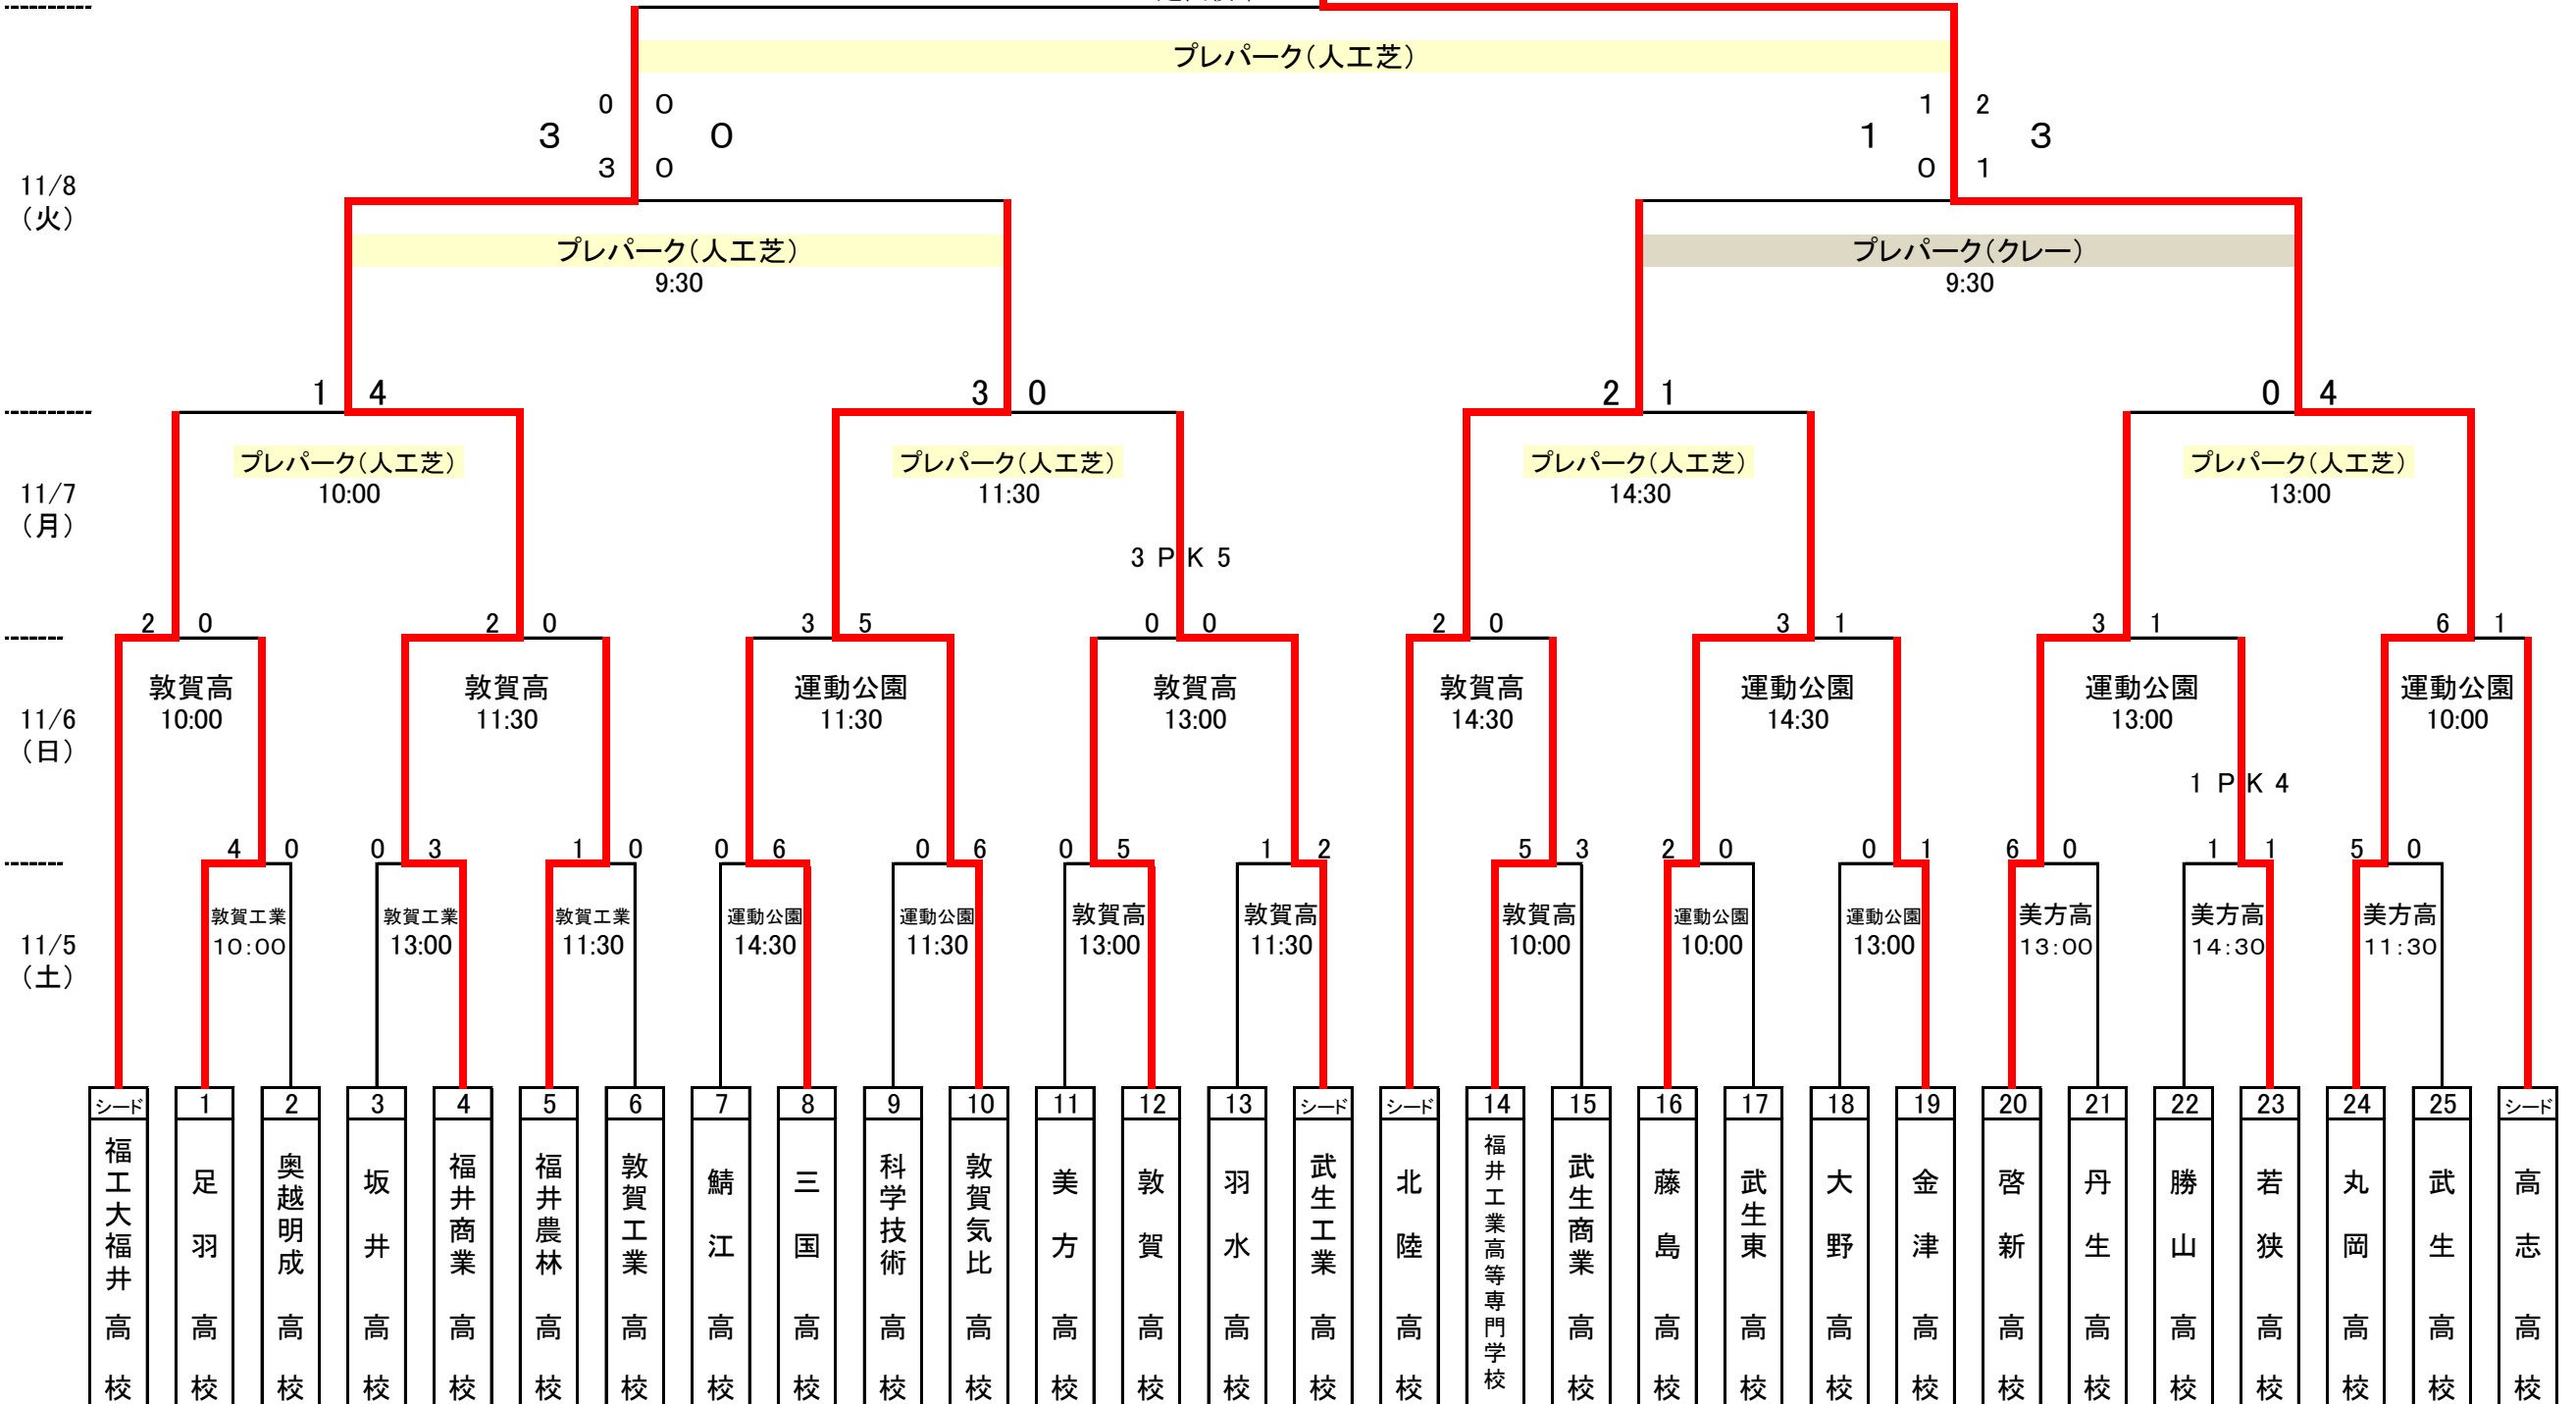 プレパーク(人工芝)
0 0 1 2
3 0 1 3
3 0 0 1
11/8
(火)
プレパーク(人工芝) プレパーク(クレー)
9:30 9:30
1 4 3 0 2 1 0 4
プレパーク(人工芝) プレパーク(人工芝) プレパーク(人工芝) プレパーク(人工芝)
11/7 10:00 11:30 14:30 13:00
(月)
3 P K 5
2 0 2 0 3 5 0 0 2 0 3 1 3 1 6 1
敦賀高 敦賀高 運動公園 敦賀高 敦賀高 運動公園 運動公園 運動公園
11/6 10:00 11:30 11:30 13:00 14:30 14:30 13:00 10:00
(日)
1 P K 4
4 0 0 3 1 0 0 6 0 6 0 5 1 2 5 3 2 0 0 1 6 0 1 1 5 0
敦賀工業 敦賀工業 敦賀工業 運動公園 運動公園 敦賀高 敦賀高 敦賀高 運動公園 運動公園 美方高 美方高 美方高
11/5 10:00 13:00 11:30 14:30 11:30 13:00 11:30 10:00 10:00 13:00 13:00 14:30 11:30
(土)
シード 1 2 3 4 5 6 7 8 9 10 11 12 13 シード シード 14 15 16 17 18 19 20 21 22 23 24 25 シード
福工大福井高校
足羽高校
奥越明成高校
坂井高校
福井商業高校
福井農林高校
敦賀工業高校
鯖江高校
三国高校
科学技術高校
敦賀気比高校
美方高校
敦賀高校
羽水高校
武生工業高校
北陸高校
福井工業高等専門学校
武生商業高校
藤島高校
武生東高校
大野高校
金津高校
啓新高校
丹生高校
勝山高校
若狭高校
丸岡高校
武生高校
高志高校